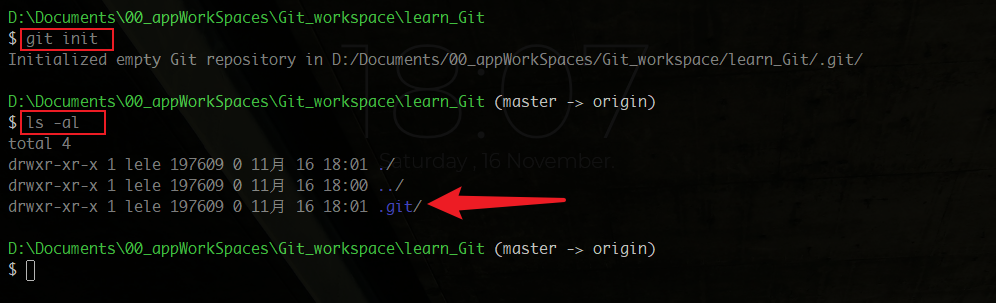 D:\Documents\00_appWorkSpaces\Git_workspace\learn_Git
$ git init
Initialized empty Git repository in D:/Documents/00_appWorkSpaces/Git_workspace/learn_Git/.git/
D:\Documents\00_appWorkSpaces\Git_workspace\learn_Git (master -> origin)
$ ls -al
total 4
drwxr-xr-x 1 lele 197609 0 11月 16 18:01 ./
drwxr-xr-x 1 lele 197609 0 11月 16 18:00 ../
drwxr-xr-x 1 lele 197609 0 11月 16 18:01 .git/
D:\Documents\00_appWorkSpaces\Git_workspace\learn_Git (master -> origin)
$
18:07
Saturday , 16 November.